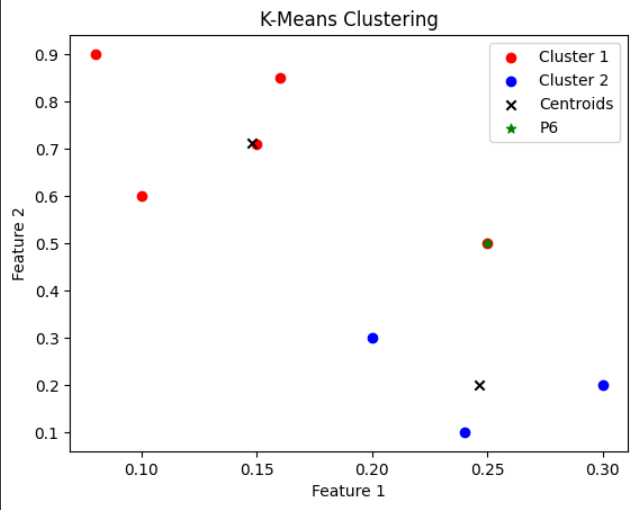 K-Means Clustering
Cluster 1
Cluster 2
Centroids
P6
Feature 2
0.9
0.8
0.7
0.6
0.5
0.4
0.3
0.2
0.1
0.10 0.15 0.20 0.25 0.30
Feature 1